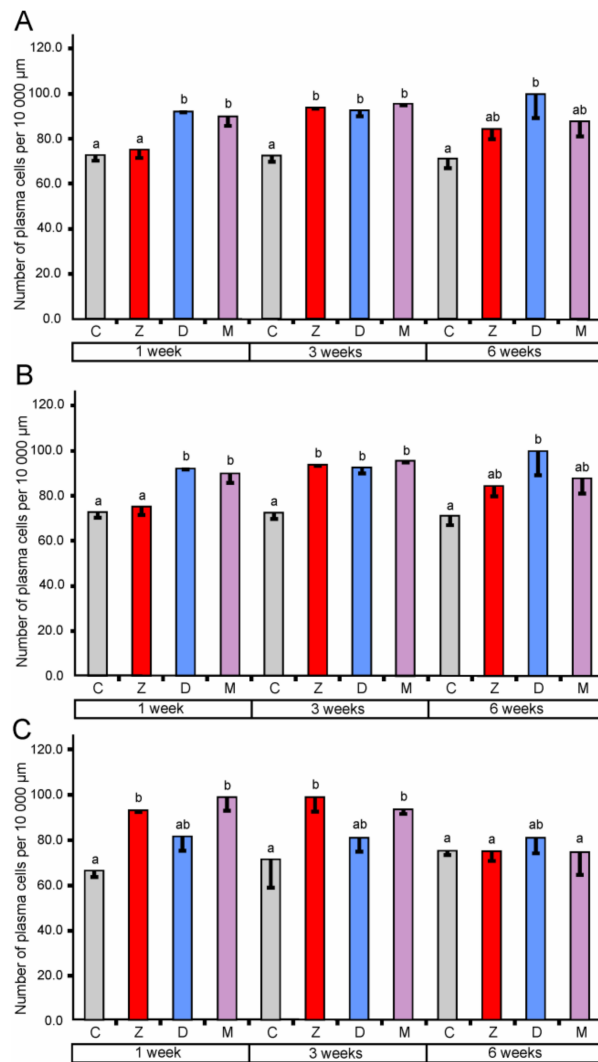 A
Number of plasma cells per 10 000 µm
120.0
100.0
80.0
60.0
40.0
20.0
0.0
a a b b a b b b a ab b ab
C Z D M C Z D M C Z D M
1 week 3 weeks 6 weeks
B
Number of plasma cells per 10 000 µm
120.0
100.0
80.0
60.0
40.0
20.0
0.0
a a b b a b b b a ab b ab
C Z D M C Z D M C Z D M
1 week 3 weeks 6 weeks
C
Number of plasma cells per 10 000 µm
120.0
100.0
80.0
60.0
40.0
20.0
0.0
a b ab b a b ab b a a ab a
C Z D M C Z D M C Z D M
1 week 3 weeks 6 weeks